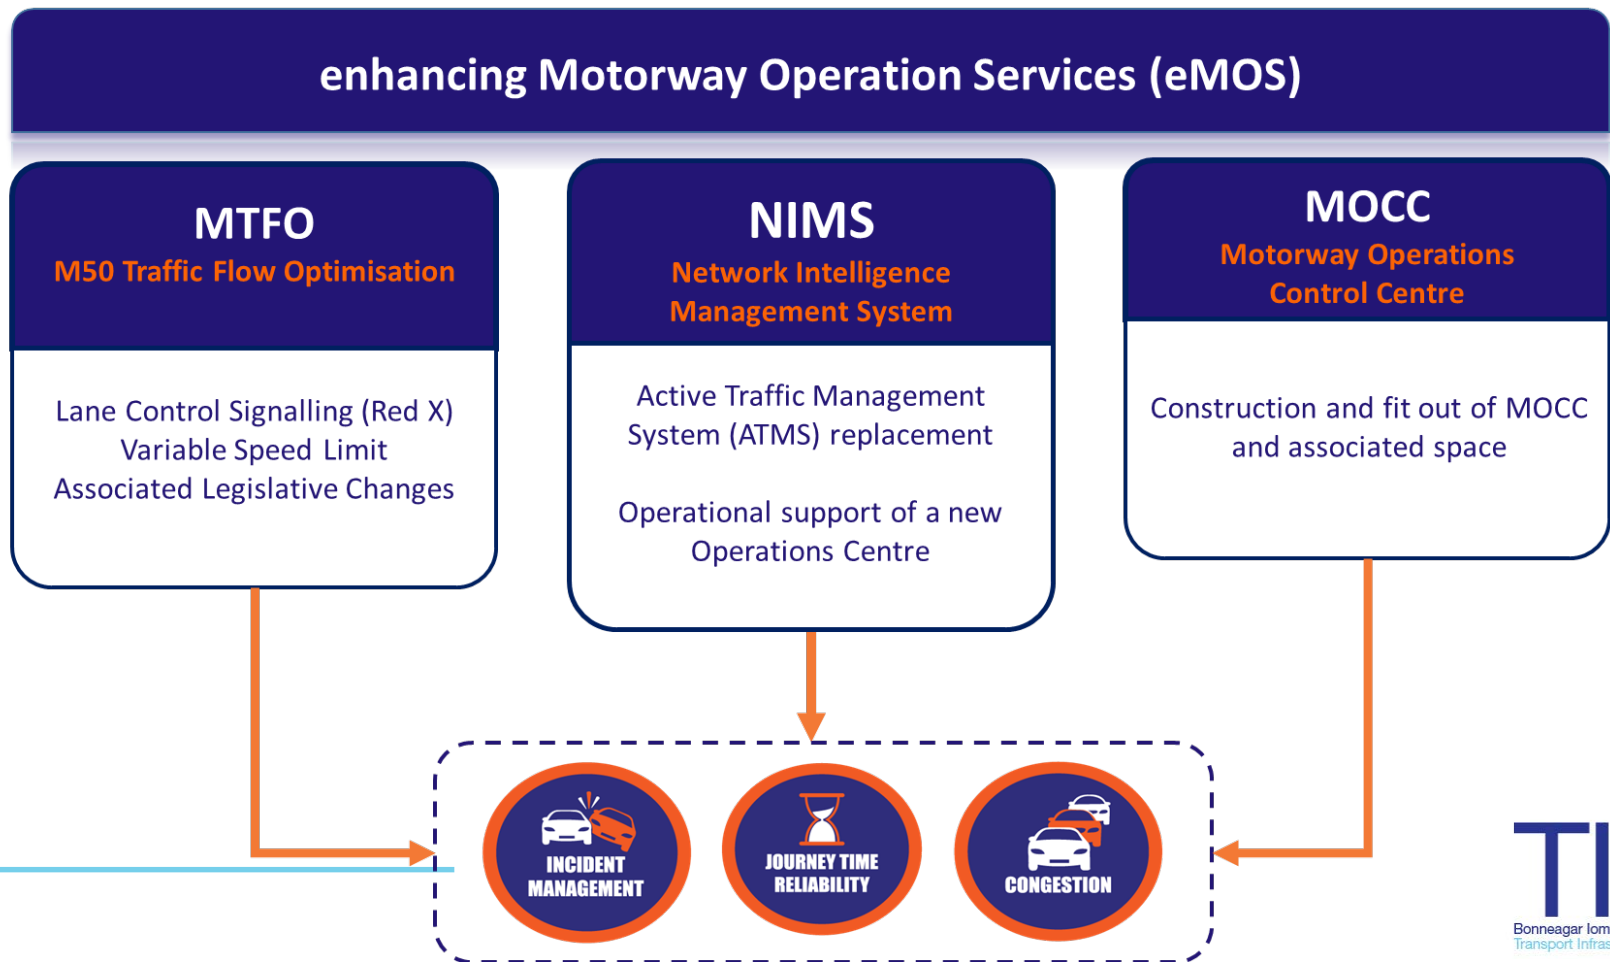 enhancing Motorway Operation Services (eMOS)
MTFO
M50 Traffic Flow Optimisation
Lane Control Signalling (Red X)
Variable Speed Limit
Associated Legislative Changes
NIMS
Network Intelligence
Management System
Active Traffic Management
System (ATMS) replacement
Operational support of a new
Operations Centre
MOCC
Motorway Operations
Control Centre
Construction and fit out of MOCC
and associated space
INCIDENT
MANAGEMENT
JOURNEY TIME
RELIABILITY
CONGESTION
TI
Bonneagar Iom
Transport Infras